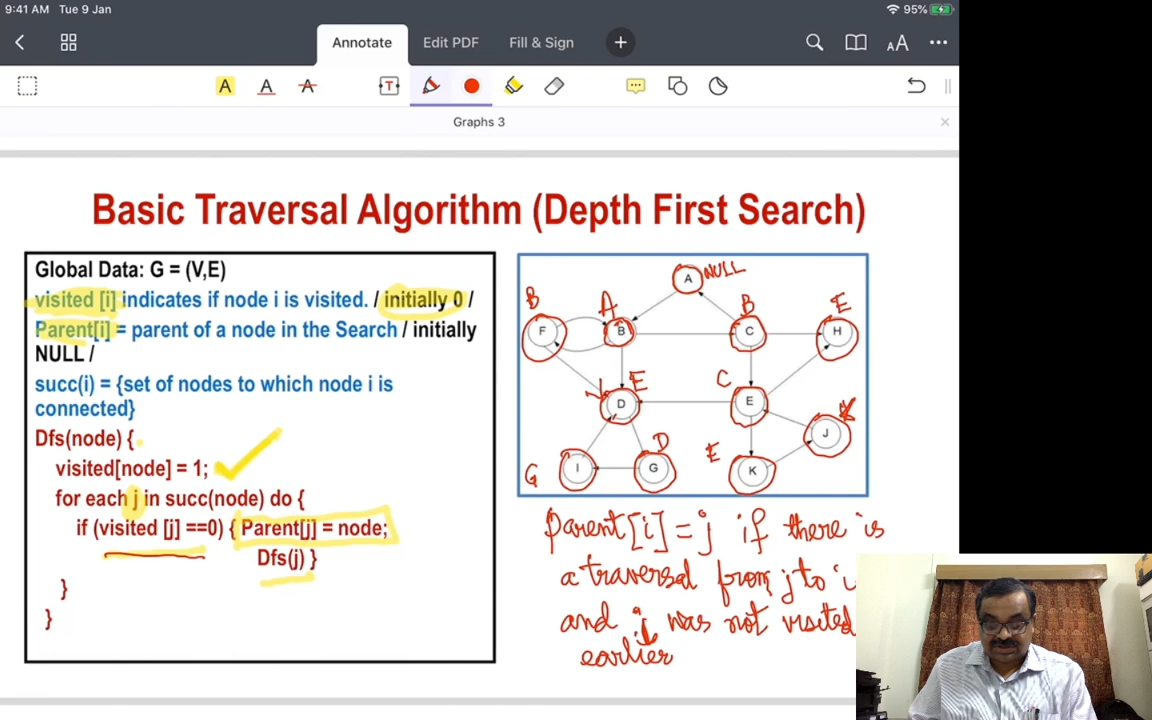 9:41 AM Tue 9 Jan
95%
Annotate
Edit PDF
Fill & Sign
Graphs 3
Basic Traversal Algorithm (Depth First Search)
Global Data: G = (V,E)
visited [i] indicates if node i is visited. / initially 0 /
Parent[i] = parent of a node in the Search / initially
NULL /
succ(i) = {set of nodes to which node i is
connected}
Dfs(node) {
visited[node] = 1;
for each j in succ(node) do {
if (visited [j] ==0) { Parent[j] = node;
Dfs(j) }
}
}
A NULL
B A B E
F B C H
E C
D E
J
D E
G I G K
Parent[i] = j if there is
a traversal from j to i
and i was not visited
earlier